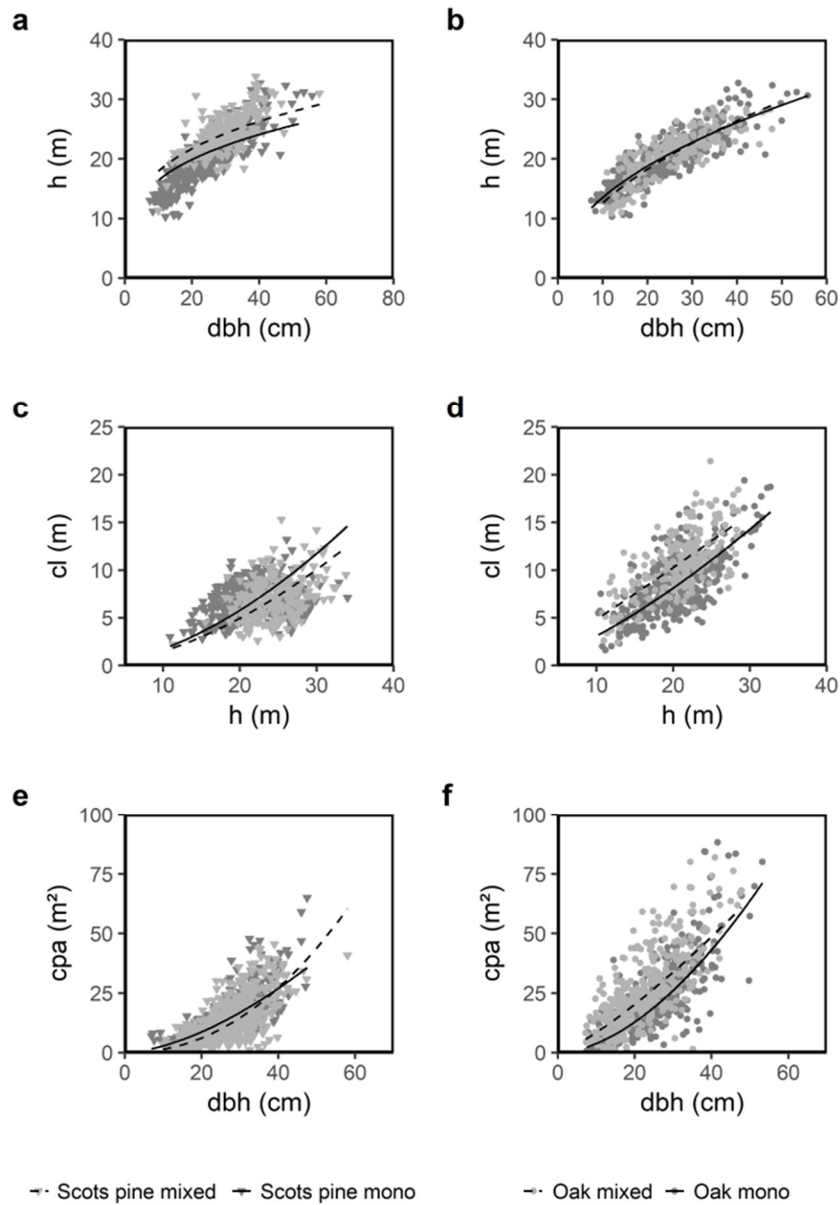 a
b
40
30
20
10
0
h (m)
0 20 40 60 80
dbh (cm)
40
30
20
10
0
h (m)
0 10 20 30 40 50 60
dbh (cm)
c
d
25
20
15
10
5
0
cl (m)
10 20 30 40
h (m)
25
20
15
10
5
0
cl (m)
10 20 30 40
h (m)
e
f
100
75
50
25
0
cpa (m²)
0 20 40 60
dbh (cm)
100
75
50
25
0
cpa (m²)
0 20 40 60
dbh (cm)
Scots pine mixed Scots pine mono Oak mixed Oak mono